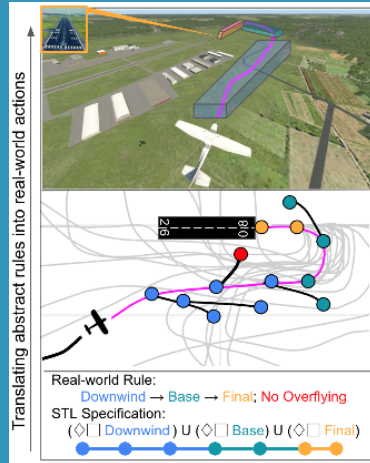 Translating abstract rules into real-world actions
26
08
Real-world Rule:
Downwind → Base → Final; No Overflying
STL Specification:
(◇□ Downwind) U (◇□ Base) U (◇□ Final)